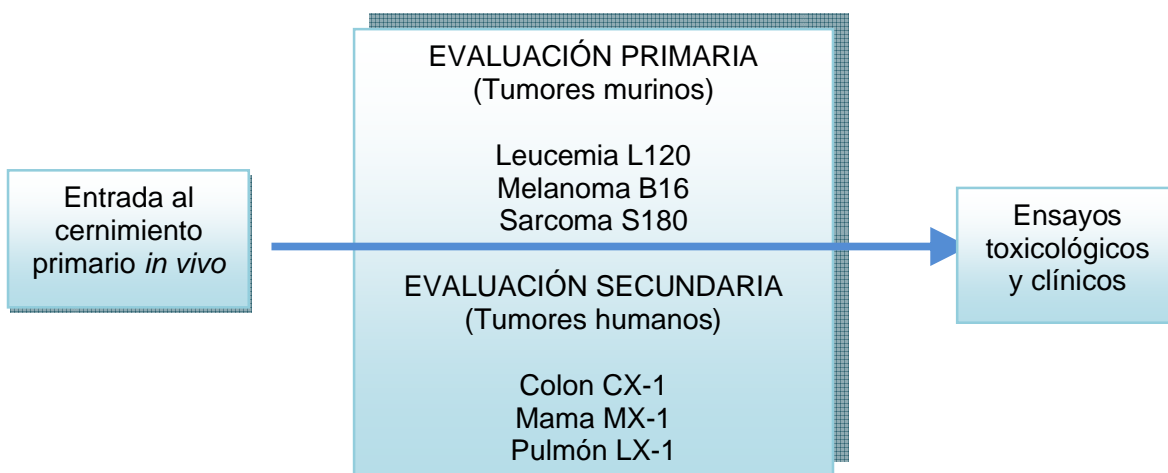 Entrada al
cernimiento
primario in vivo
EVALUACIÓN PRIMARIA
(Tumores murinos)
Leucemia L120
Melanoma B16
Sarcoma S180
EVALUACIÓN SECUNDARIA
(Tumores humanos)
Colon CX-1
Mama MX-1
Pulmón LX-1
Ensayos
toxicológicos
y clínicos